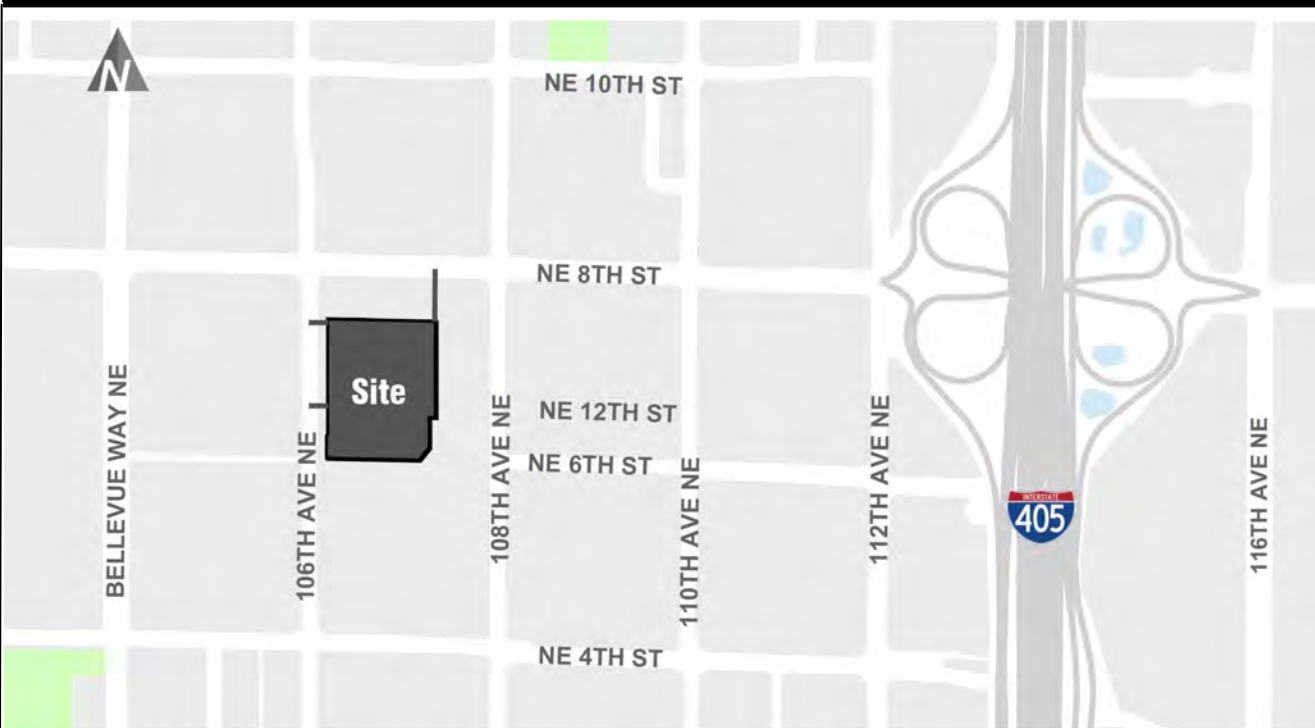 N
NE 10TH ST
NE 8TH ST
Site
NE 12TH ST
NE 6TH ST
BELLEVUE WAY NE
106TH AVE NE
108TH AVE NE
110TH AVE NE
112TH AVE NE
INTERSTATE
405
116TH AVE NE
NE 4TH ST